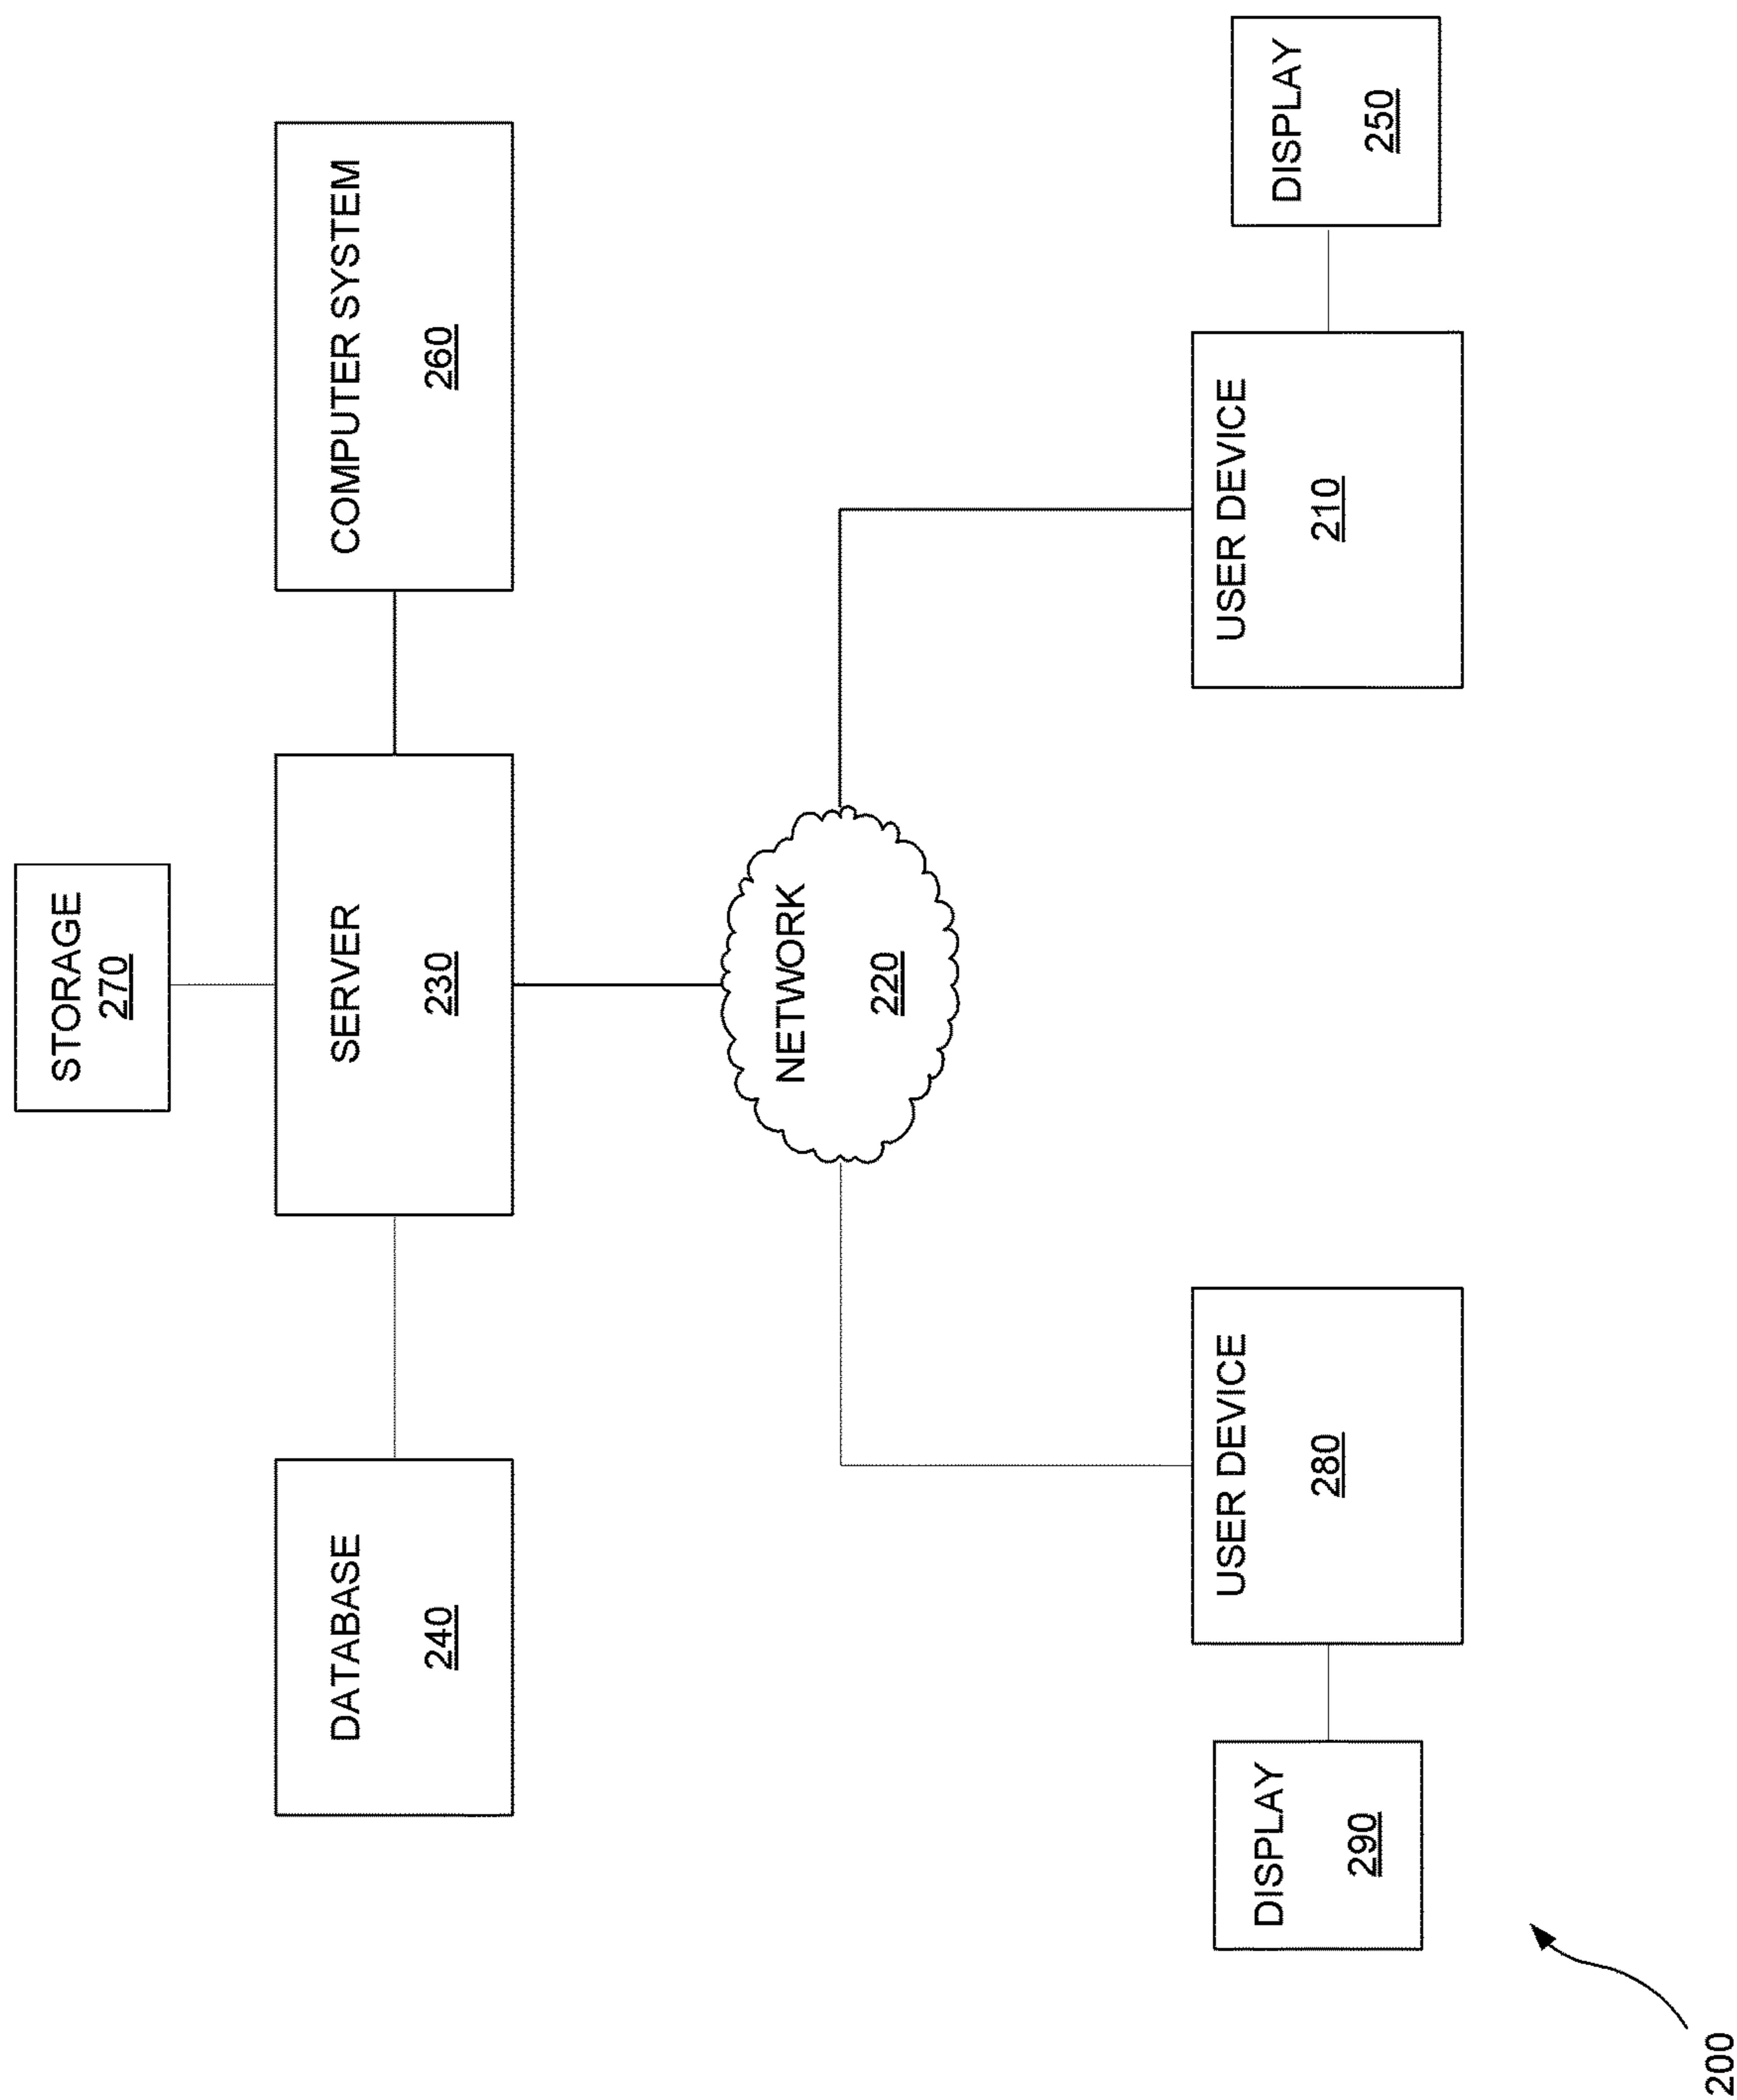 STORAGE
270
DATABASE
240
SERVER
230
COMPUTER SYSTEM
260
NETWORK
220
DISPLAY
290
USER DEVICE
280
USER DEVICE
210
DISPLAY
250
200